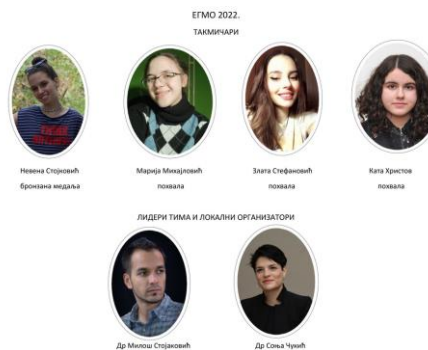 ЕГМО 2022.
ТАКМИЧАРИ
Невена Стојковић
бронзана медаља
Марија Михајловић
похвала
Злата Стефановић
похвала
Ката Христов
похвала
ЛИДЕРИ ТИМА И ЛОКАЛНИ ОРГАНИЗАТОРИ
Др Милош Стојаковић
Др Соња Чукић